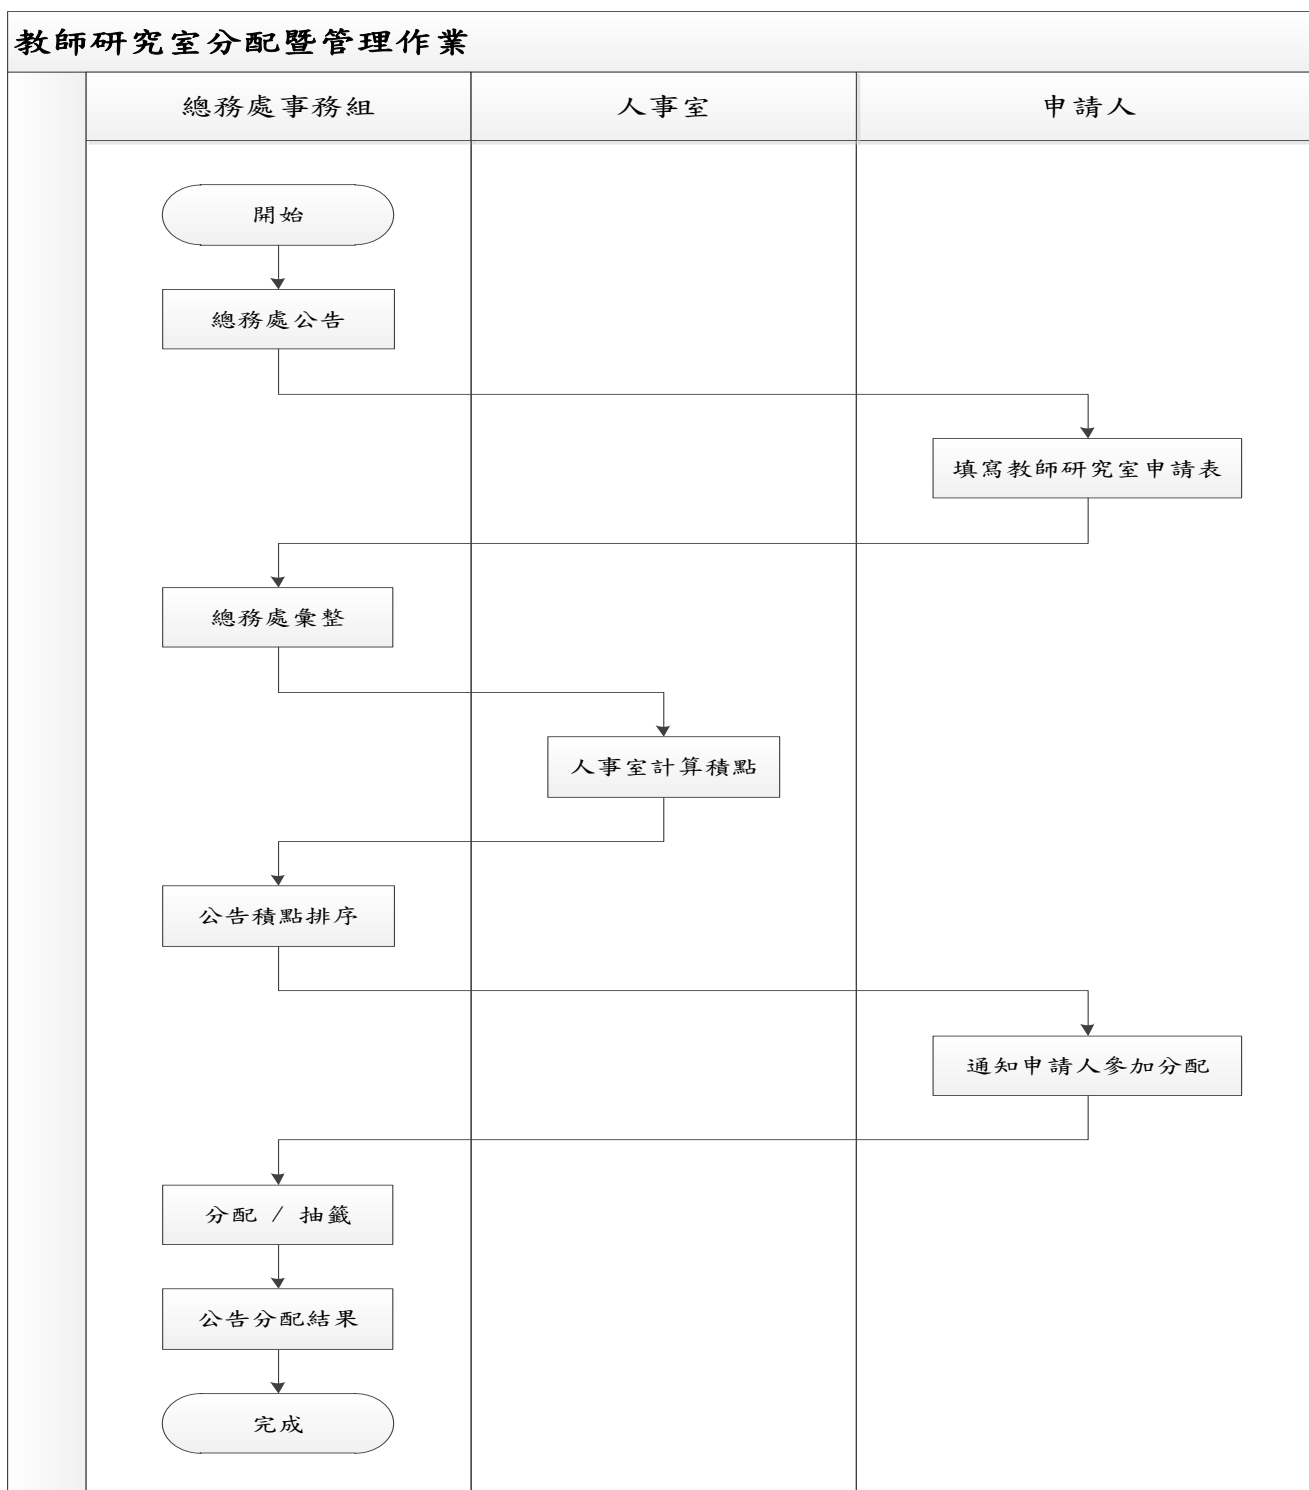 教師研究室分配暨管理作業
總務處事務組
人事室
申請人
開始
總務處公告
填寫教師研究室申請表
總務處彙整
人事室計算積點
公告積點排序
通知申請人參加分配
分配 / 抽籤
公告分配結果
完成